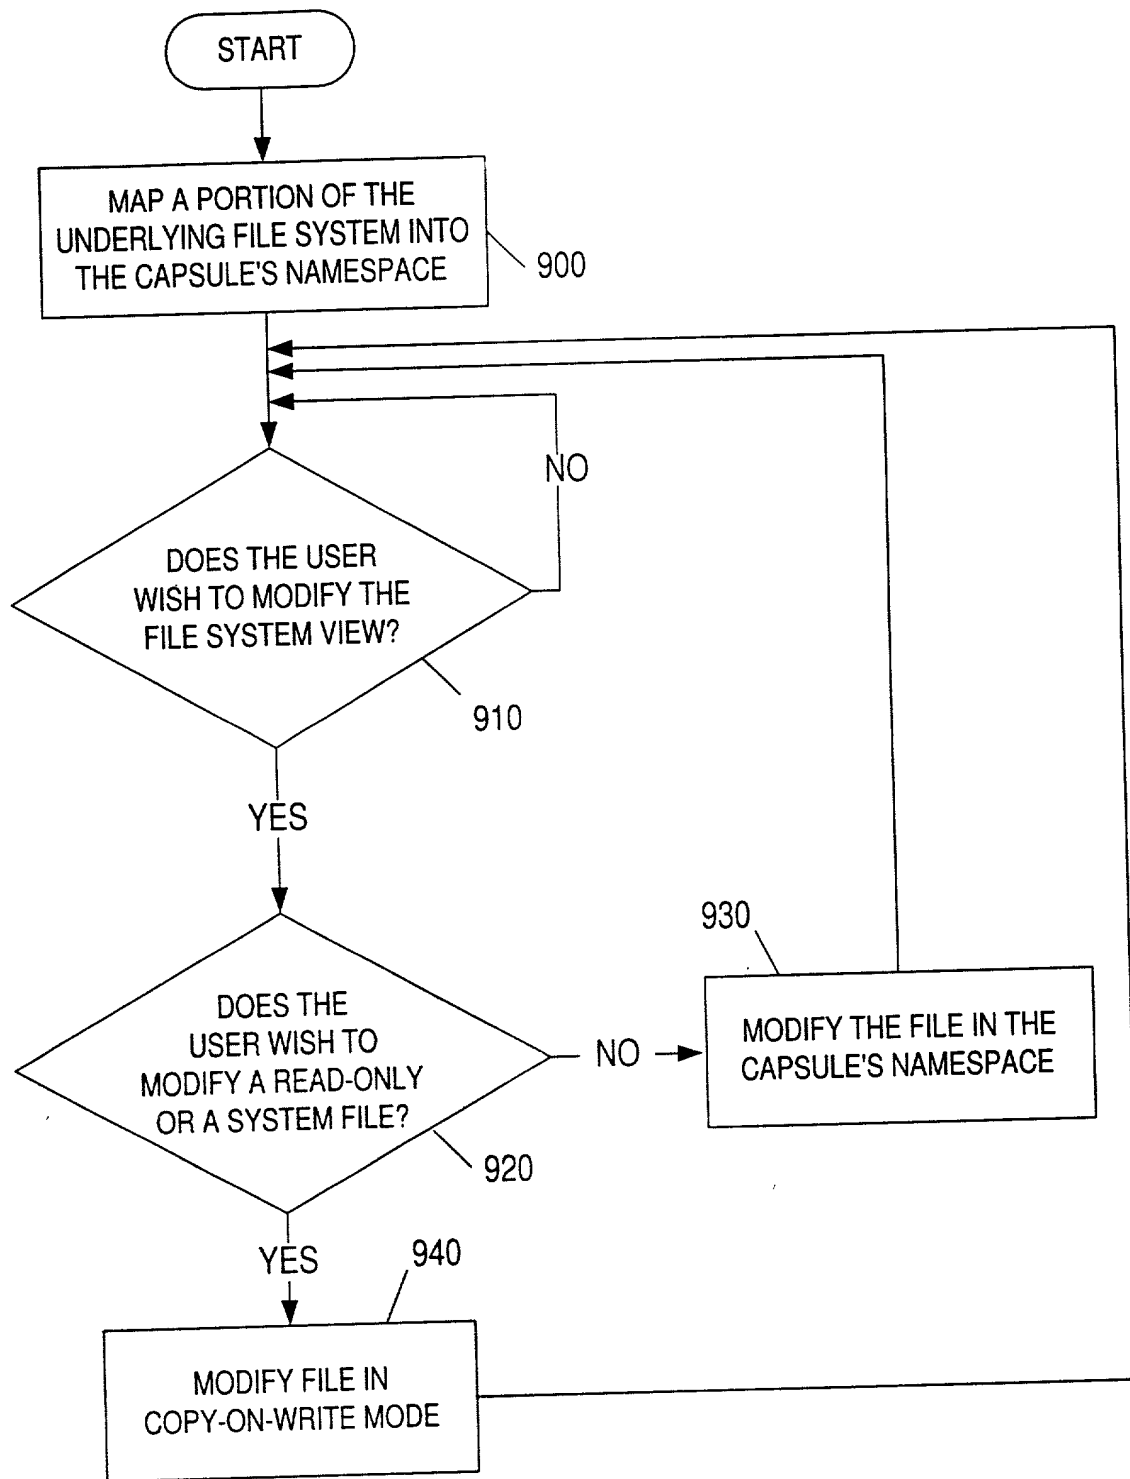 START
MAP A PORTION OF THE
UNDERLYING FILE SYSTEM INTO
THE CAPSULE'S NAMESPACE
900
NO
DOES THE USER
WISH TO MODIFY THE
FILE SYSTEM VIEW?
910
YES
930
DOES THE
USER WISH TO
MODIFY A READ-ONLY
OR A SYSTEM FILE?
NO
MODIFY THE FILE IN THE
CAPSULE'S NAMESPACE
920
YES
940
MODIFY FILE IN
COPY-ON-WRITE MODE